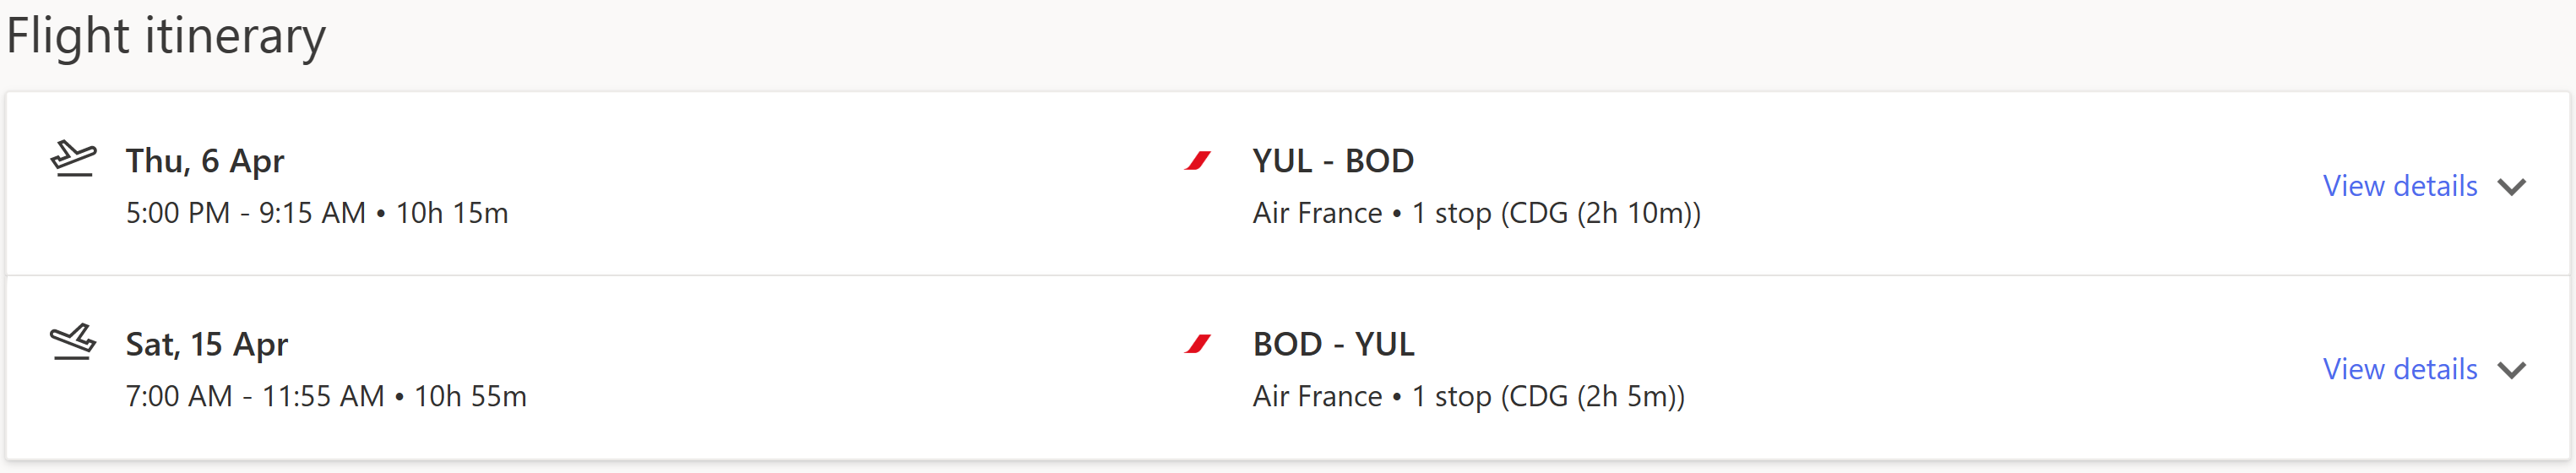 Flight itinerary
Thu, 6 Apr
5:00 PM - 9:15 AM • 10h 15m
YUL - BOD
Air France • 1 stop (CDG (2h 10m))
View details
Sat, 15 Apr
7:00 AM - 11:55 AM • 10h 55m
BOD - YUL
Air France • 1 stop (CDG (2h 5m))
View details